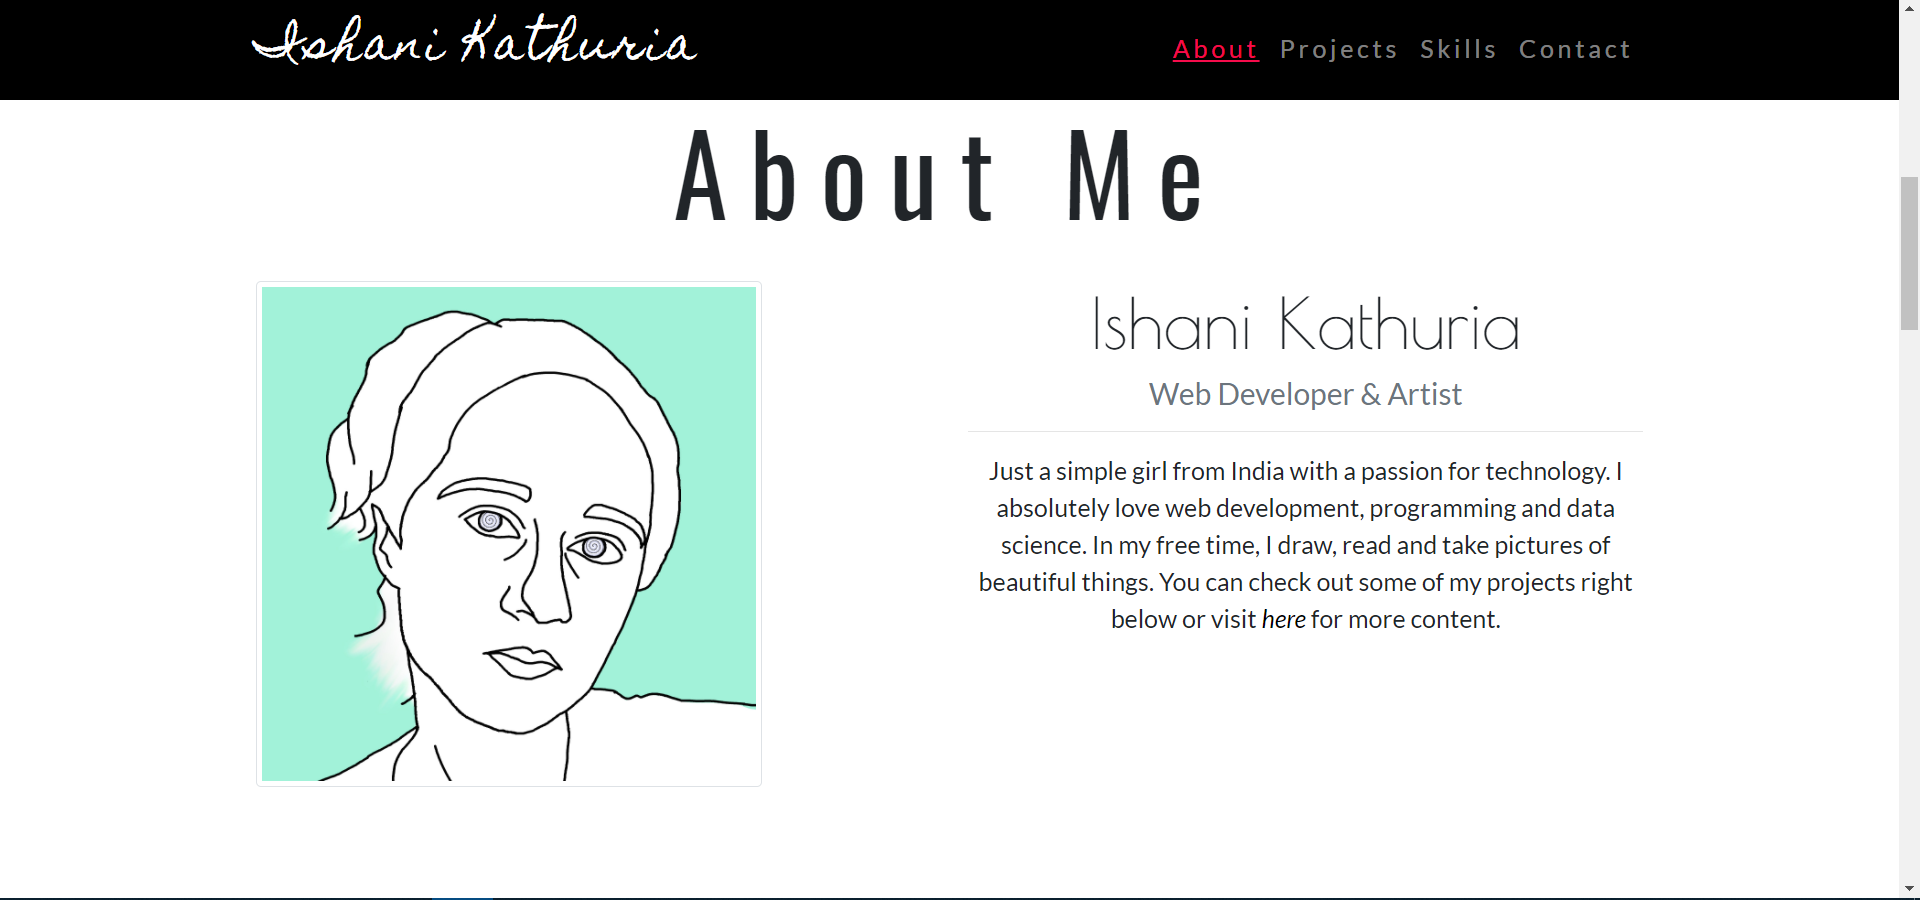 Ishani Kathuria
About Projects Skills Contact
About Me
Ishani Kathuria
Web Developer & Artist
Just a simple girl from India with a passion for technology. I
absolutely love web development, programming and data
science. In my free time, I draw, read and take pictures of
beautiful things. You can check out some of my projects right
below or visit here for more content.